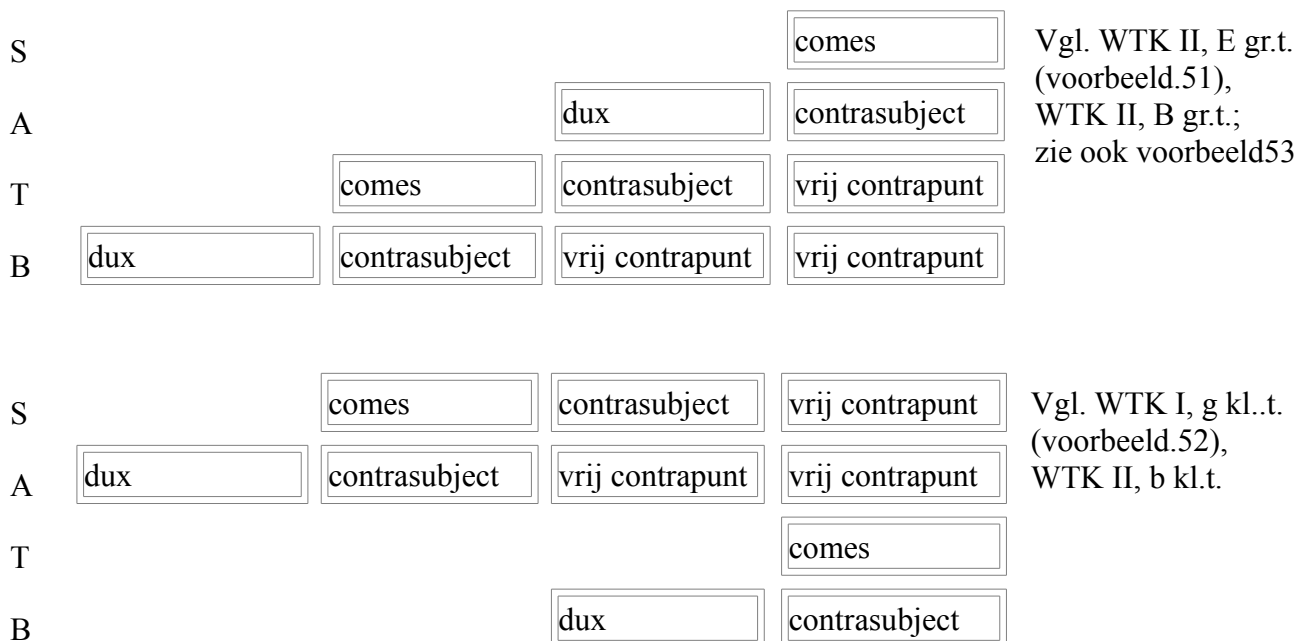 S comes Vgl. WTK II, E gr.t.
(voorbeeld.51),
A dux contrasubject WTK II, B gr.t.;
zie ook voorbeeld53
T comes contrasubject vrij contrapunt
B dux contrasubject vrij contrapunt vrij contrapunt
S comes contrasubject vrij contrapunt Vgl. WTK I, g kl..t.
(voorbeeld.52),
A dux contrasubject vrij contrapunt vrij contrapunt WTK II, b kl.t.
T comes
B dux contrasubject